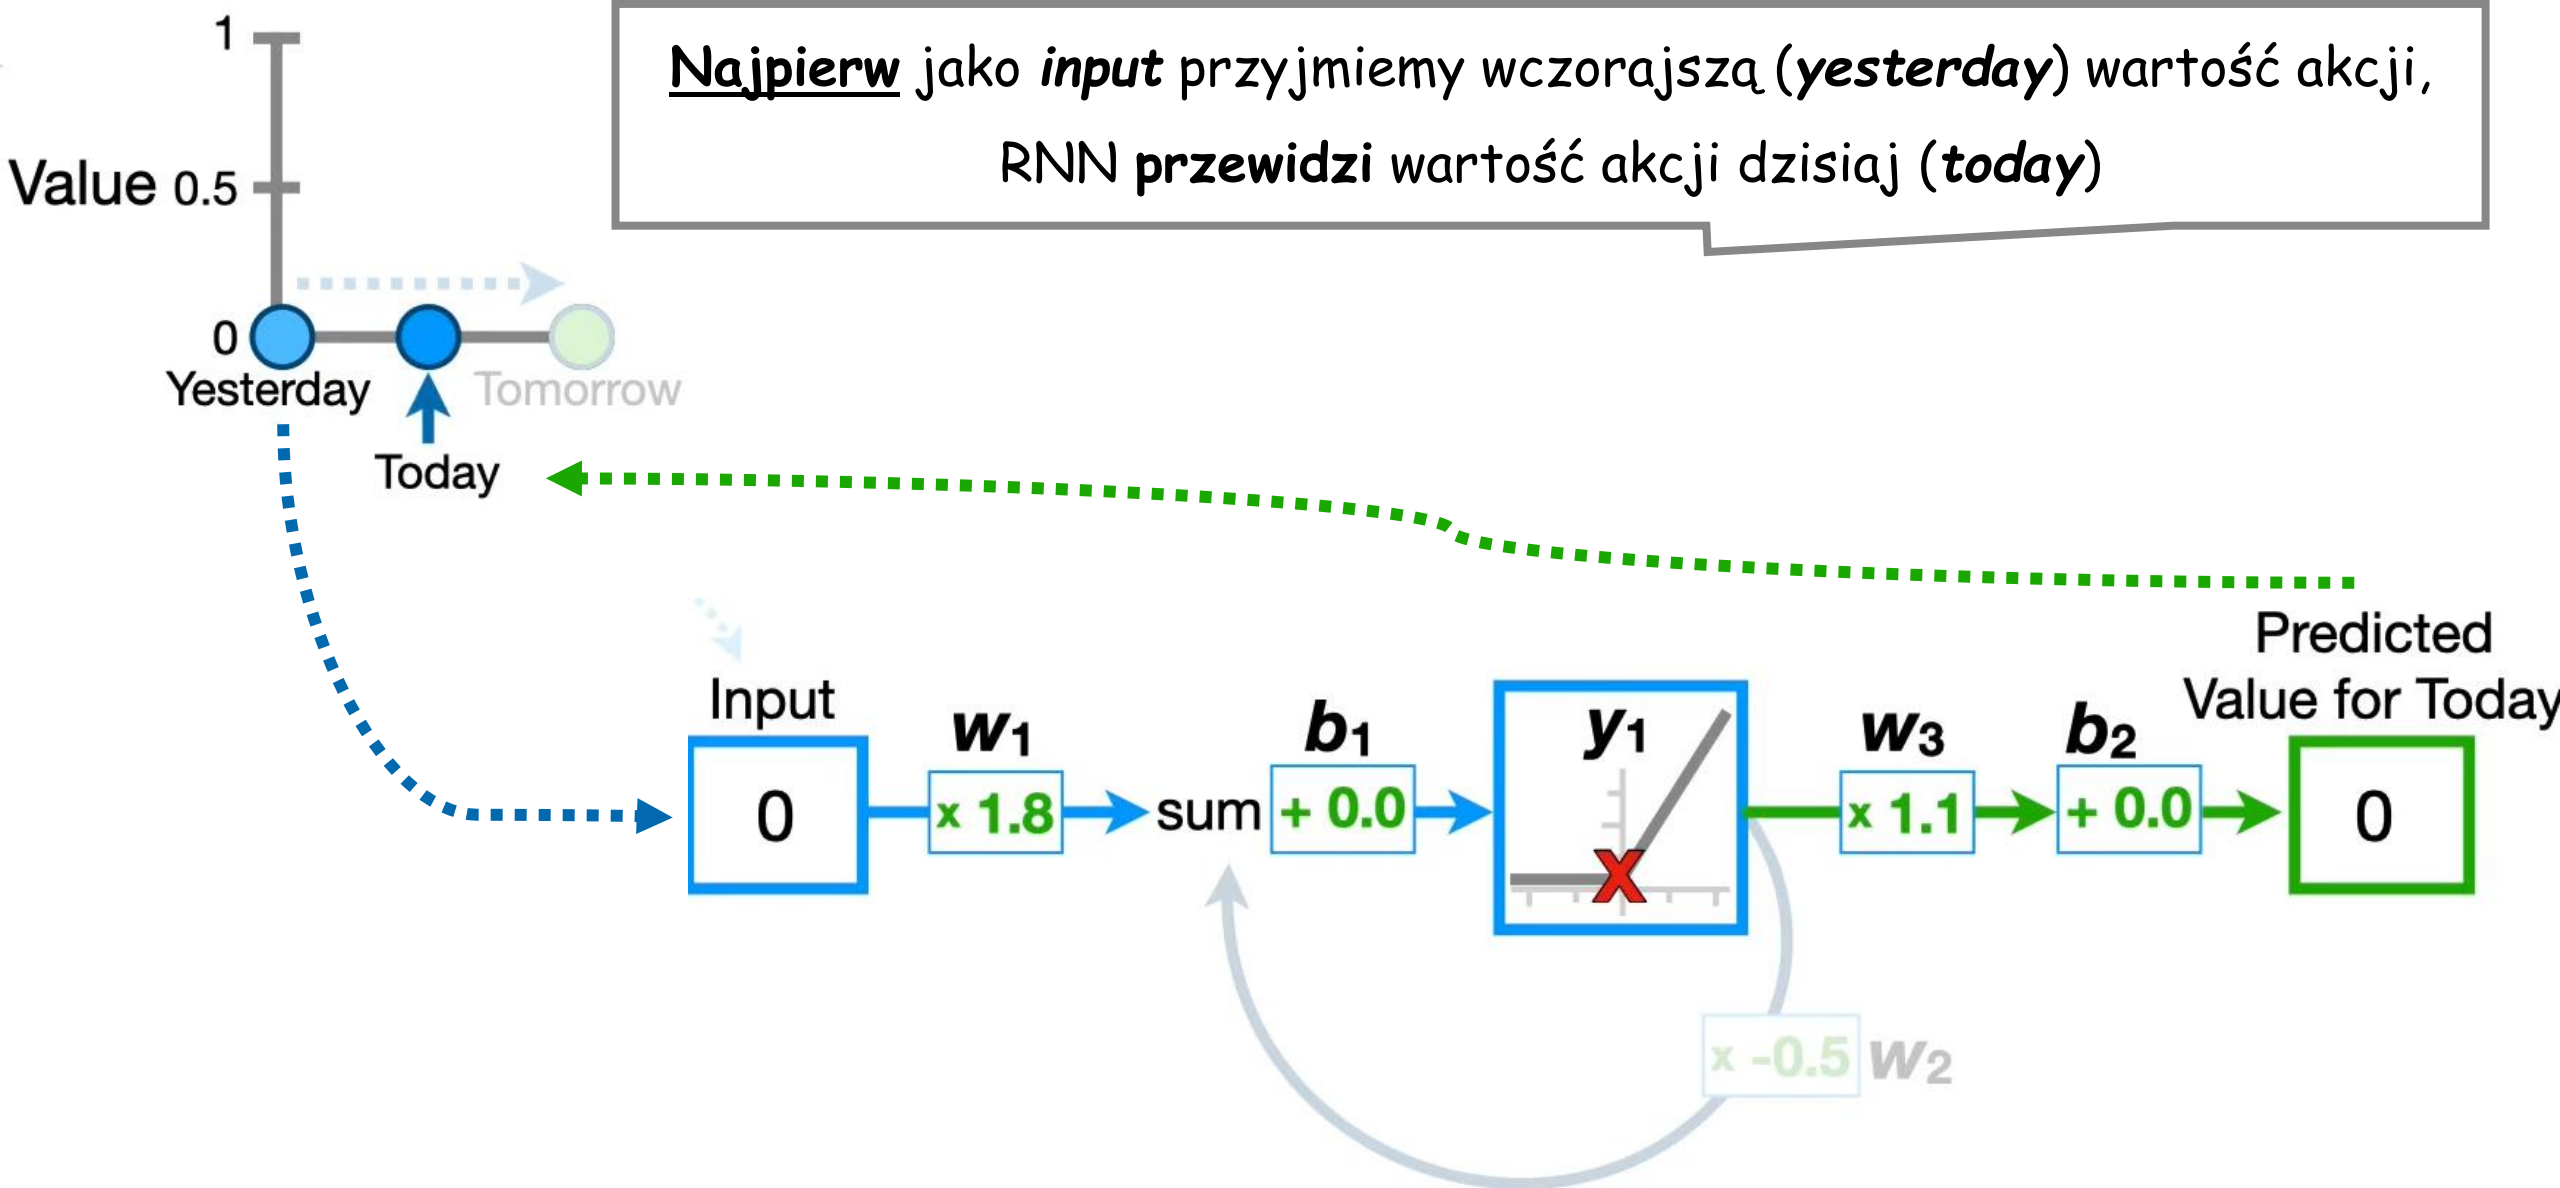 Najpierw jako input przyjmiemy wczorajszą (yesterday) wartość akcji,
RNN przewidzi wartość akcji dzisiaj (today)
1
Value 0.5
0
Yesterday
Tomorrow
Today
Predicted
Value for Today
Input
w1
b1
y1
w3
b2
0
x 1.8
sum
+ 0.0
x 1.1
+ 0.0
0
x -0.5 w2